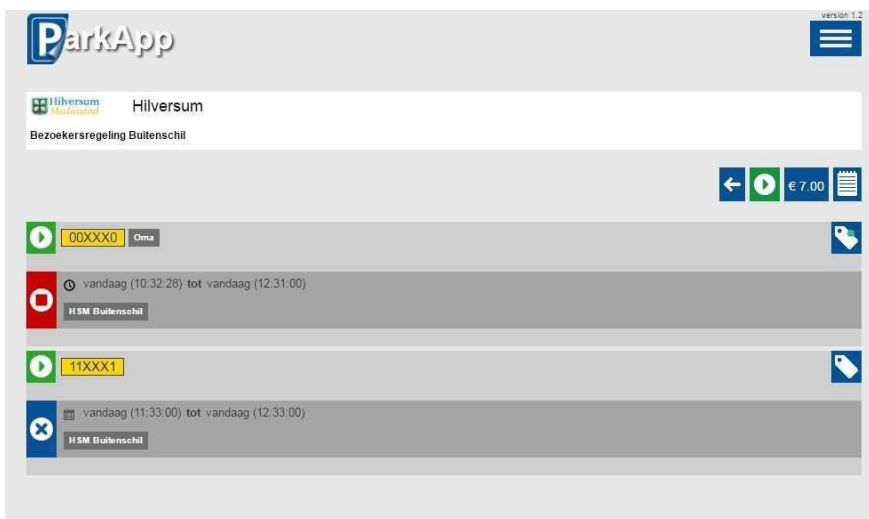 version 1.2
ParkApp
Hilversum
Mediastad
Hilversum
Bezoekersregeling Buitenschil
€ 7.00
00XXX0 Oma
vandaag (10:32:28) tot vandaag (12:31:00)
HSM Buitenschil
11XXX1
vandaag (11:33:00) tot vandaag (12:33:00)
HSM Buitenschil